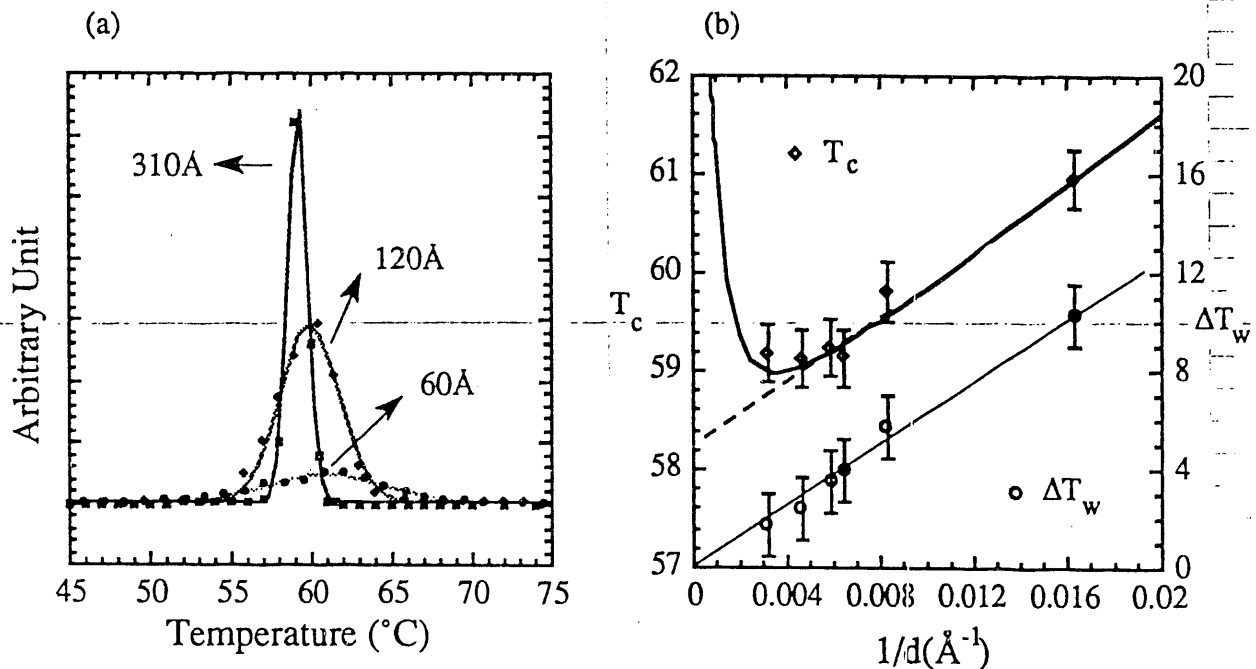 (a)
310Å
120Å
60Å
Arbitrary Unit
45 50 55 60 65 70 75
Temperature (°C)
(b)
62
61
60
59
58
57
T_c
T_c
ΔT_w
20
16
12
8
4
0
ΔT_w
0 0.004 0.008 0.012 0.016 0.02
1/d(Å⁻¹)